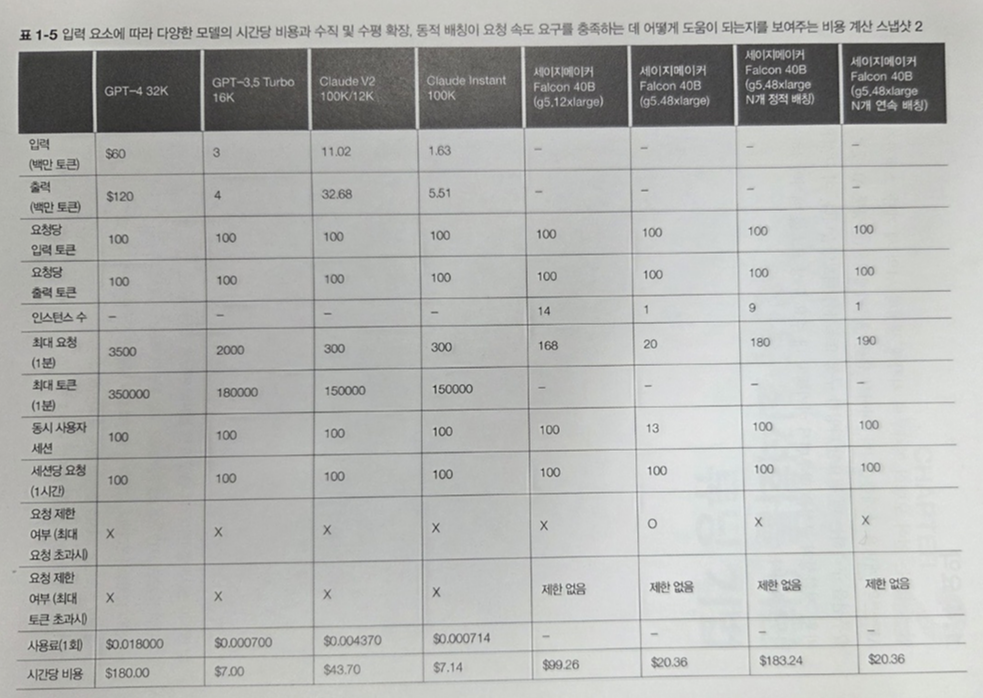 표 1-5 입력 요소에 따라 다양한 모델의 시간당 비용과 수직 및 수평 확장, 동적 배칭이 요청 속도 요구를 충족하는 데 어떻게 도움이 되는지를 보여주는 비용 계산 스냅샷 2
GPT-4 32K | GPT-3.5 Turbo 16K | Claude V2 100K/12K | Claude Instant 100K | 세이지메이커 Falcon 40B (g5.12xlarge) | 세이지메이커 Falcon 40B (g5.48xlarge) | 세이지메이커 Falcon 40B (g5.48xlarge N개 정적 배칭) | 세이지메이커 Falcon 40B (g5.48xlarge N개 연속 배칭)
입력 (백만 토큰) | $60 | 3 | 11.02 | 1.63 | – | – | – | –
출력 (백만 토큰) | $120 | 4 | 32.68 | 5.51 | – | – | – | –
요청당 입력 토큰 | 100 | 100 | 100 | 100 | 100 | 100 | 100 | 100
요청당 출력 토큰 | 100 | 100 | 100 | 100 | 100 | 100 | 100 | 100
인스턴스 수 | – | – | – | – | 14 | 1 | 9 | 1
최대 요청 (1분) | 3500 | 2000 | 300 | 300 | 168 | 20 | 180 | 190
최대 토큰 (1분) | 350000 | 180000 | 150000 | 150000 | – | – | – | –
동시 사용자 세션 | 100 | 100 | 100 | 100 | 100 | 13 | 100 | 100
세션당 요청 (1시간) | 100 | 100 | 100 | 100 | 100 | 100 | 100 | 100
요청 제한 여부 (최대 요청 초과시) | X | X | X | X | X | O | X | X
요청 제한 여부 (최대 토큰 초과시) | X | X | X | X | 제한 없음 | 제한 없음 | 제한 없음 | 제한 없음
사용료(1회) | $0.018000 | $0.000700 | $0.004370 | $0.000714 | – | – | – | –
시간당 비용 | $180.00 | $7.00 | $43.70 | $7.14 | $99.26 | $20.36 | $183.24 | $20.36